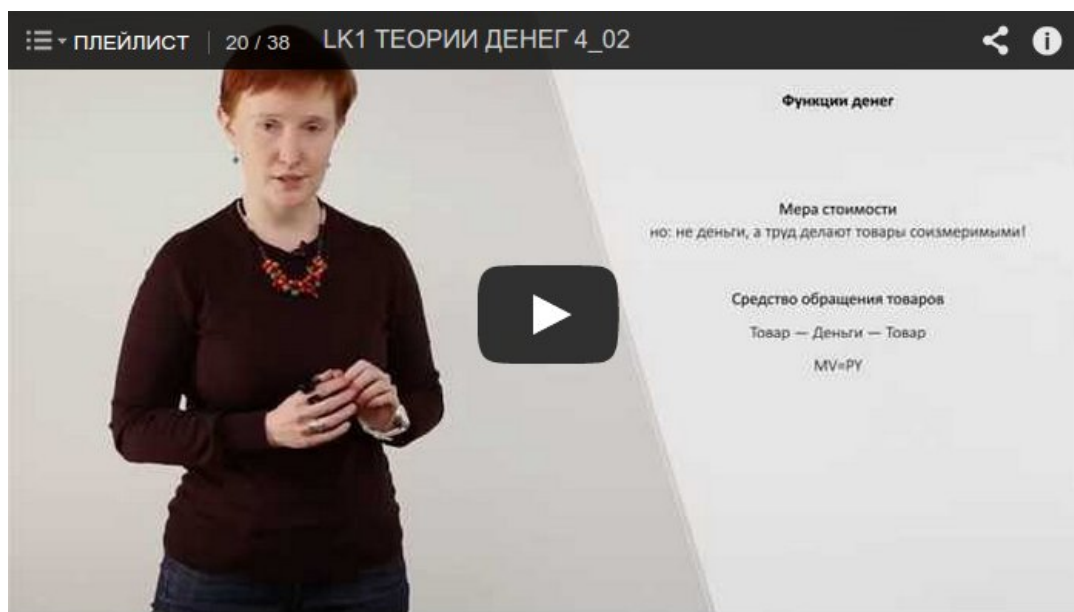 ПЛЕЙЛИСТ | 20 / 38 LK1 ТЕОРИИ ДЕНЕГ 4_02
Функции денег
Мера стоимости
но: не деньги, а труд делают товары соизмеримыми!
Средство обращения товаров
Товар — Деньги — Товар
MV=PY